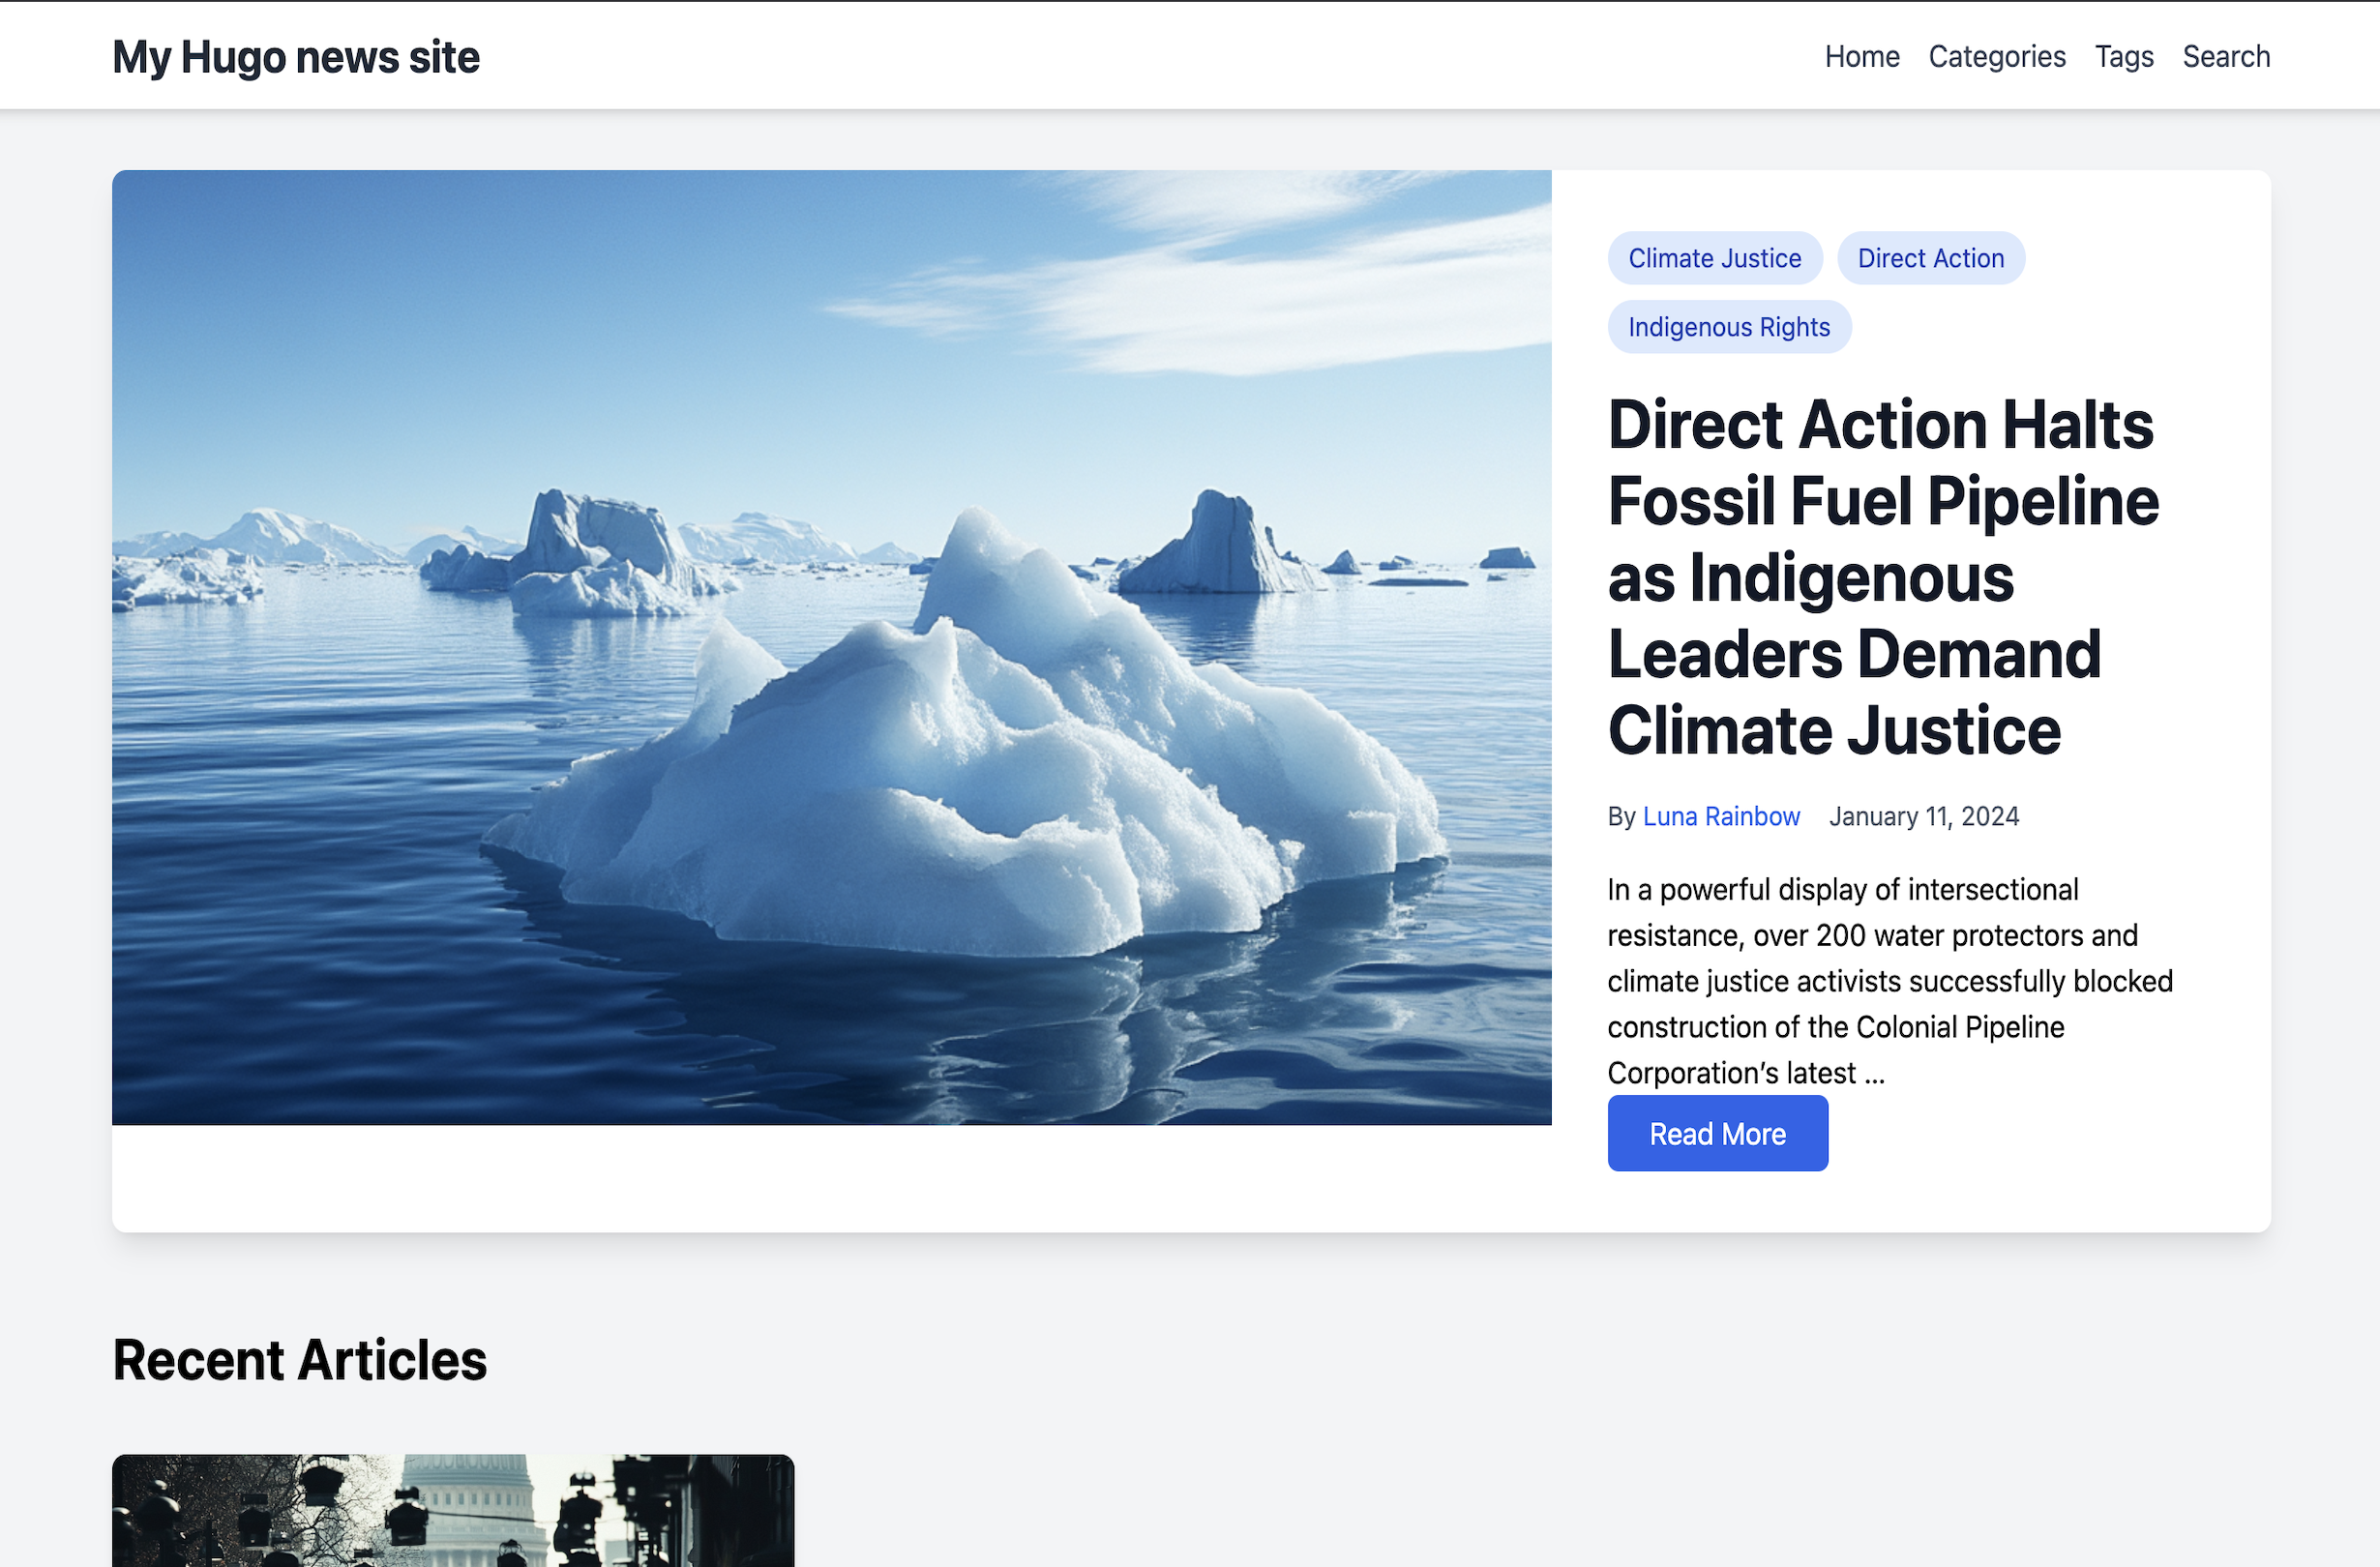 My Hugo news site
Home Categories Tags Search
Climate Justice Direct Action
Indigenous Rights
Direct Action Halts
Fossil Fuel Pipeline
as Indigenous
Leaders Demand
Climate Justice
By Luna Rainbow January 11, 2024
In a powerful display of intersectional
resistance, over 200 water protectors and
climate justice activists successfully blocked
construction of the Colonial Pipeline
Corporation’s latest ...
Read More
Recent Articles